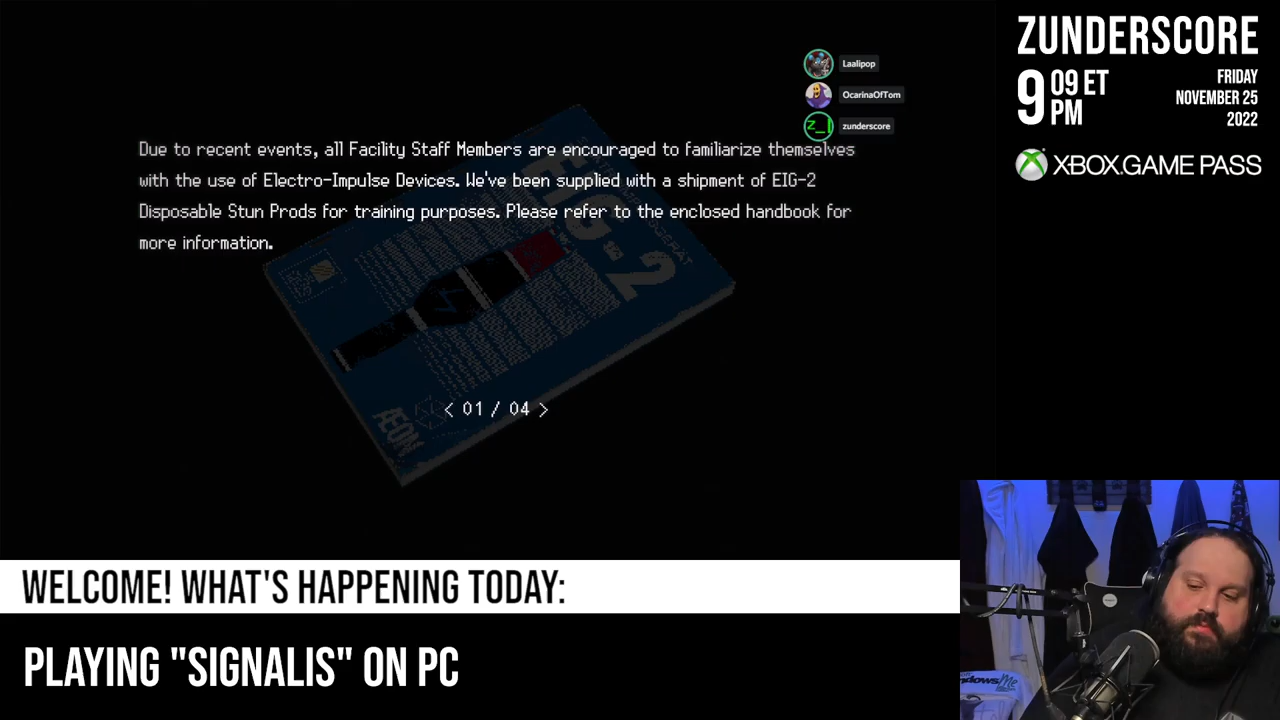 ZUNDERSCORE
9 09 ET PM
FRIDAY
NOVEMBER 25
2022
XBOX GAME PASS
Laalipop
OcarinaOfTom
zunderscore
Due to recent events, all Facility Staff Members are encouraged to familiarize themselves
with the use of Electro-Impulse Devices. We've been supplied with a shipment of EIG-2
Disposable Stun Prods for training purposes. Please refer to the enclosed handbook for
more information.
EIG-2
ÆON
< 01 / 04 >
WELCOME! WHAT'S HAPPENING TODAY:
PLAYING "SIGNALIS" ON PC